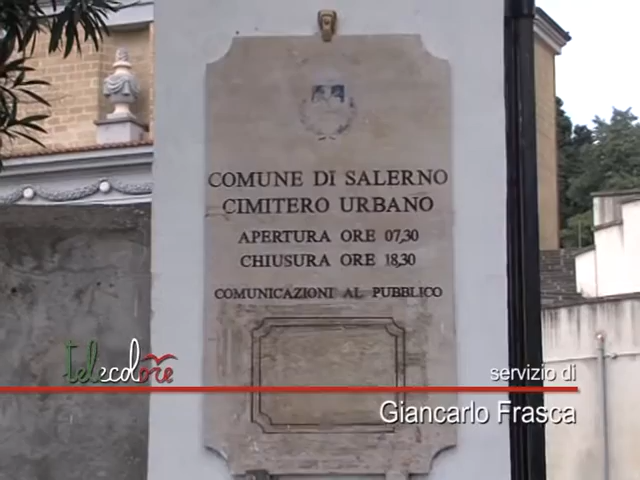 COMUNE DI SALERNO
CIMITERO URBANO
APERTURA ORE 07,30
CHIUSURA ORE 18,30
COMUNICAZIONI AL PUBBLICO
telecolore
servizio di
Giancarlo Frasca